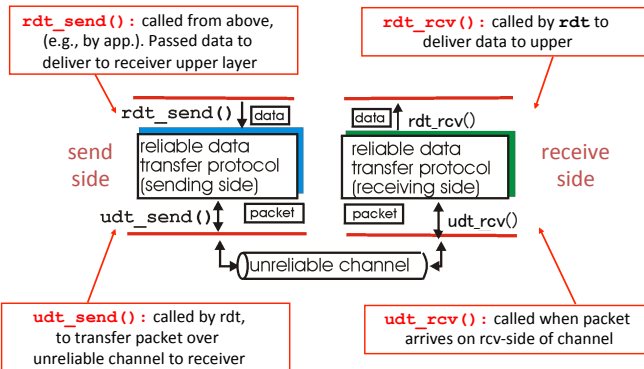 rdt_send(): called from above,
(e.g., by app.). Passed data to
deliver to receiver upper layer
rdt_rcv(): called by rdt to
deliver data to upper
rdt_send()
data
data
rdt_rcv()
send
side
reliable data
transfer protocol
(sending side)
reliable data
transfer protocol
(receiving side)
receive
side
udt_send()
packet
packet
udt_rcv()
unreliable channel
udt_send(): called by rdt,
to transfer packet over
unreliable channel to receiver
udt_rcv(): called when packet
arrives on rcv-side of channel